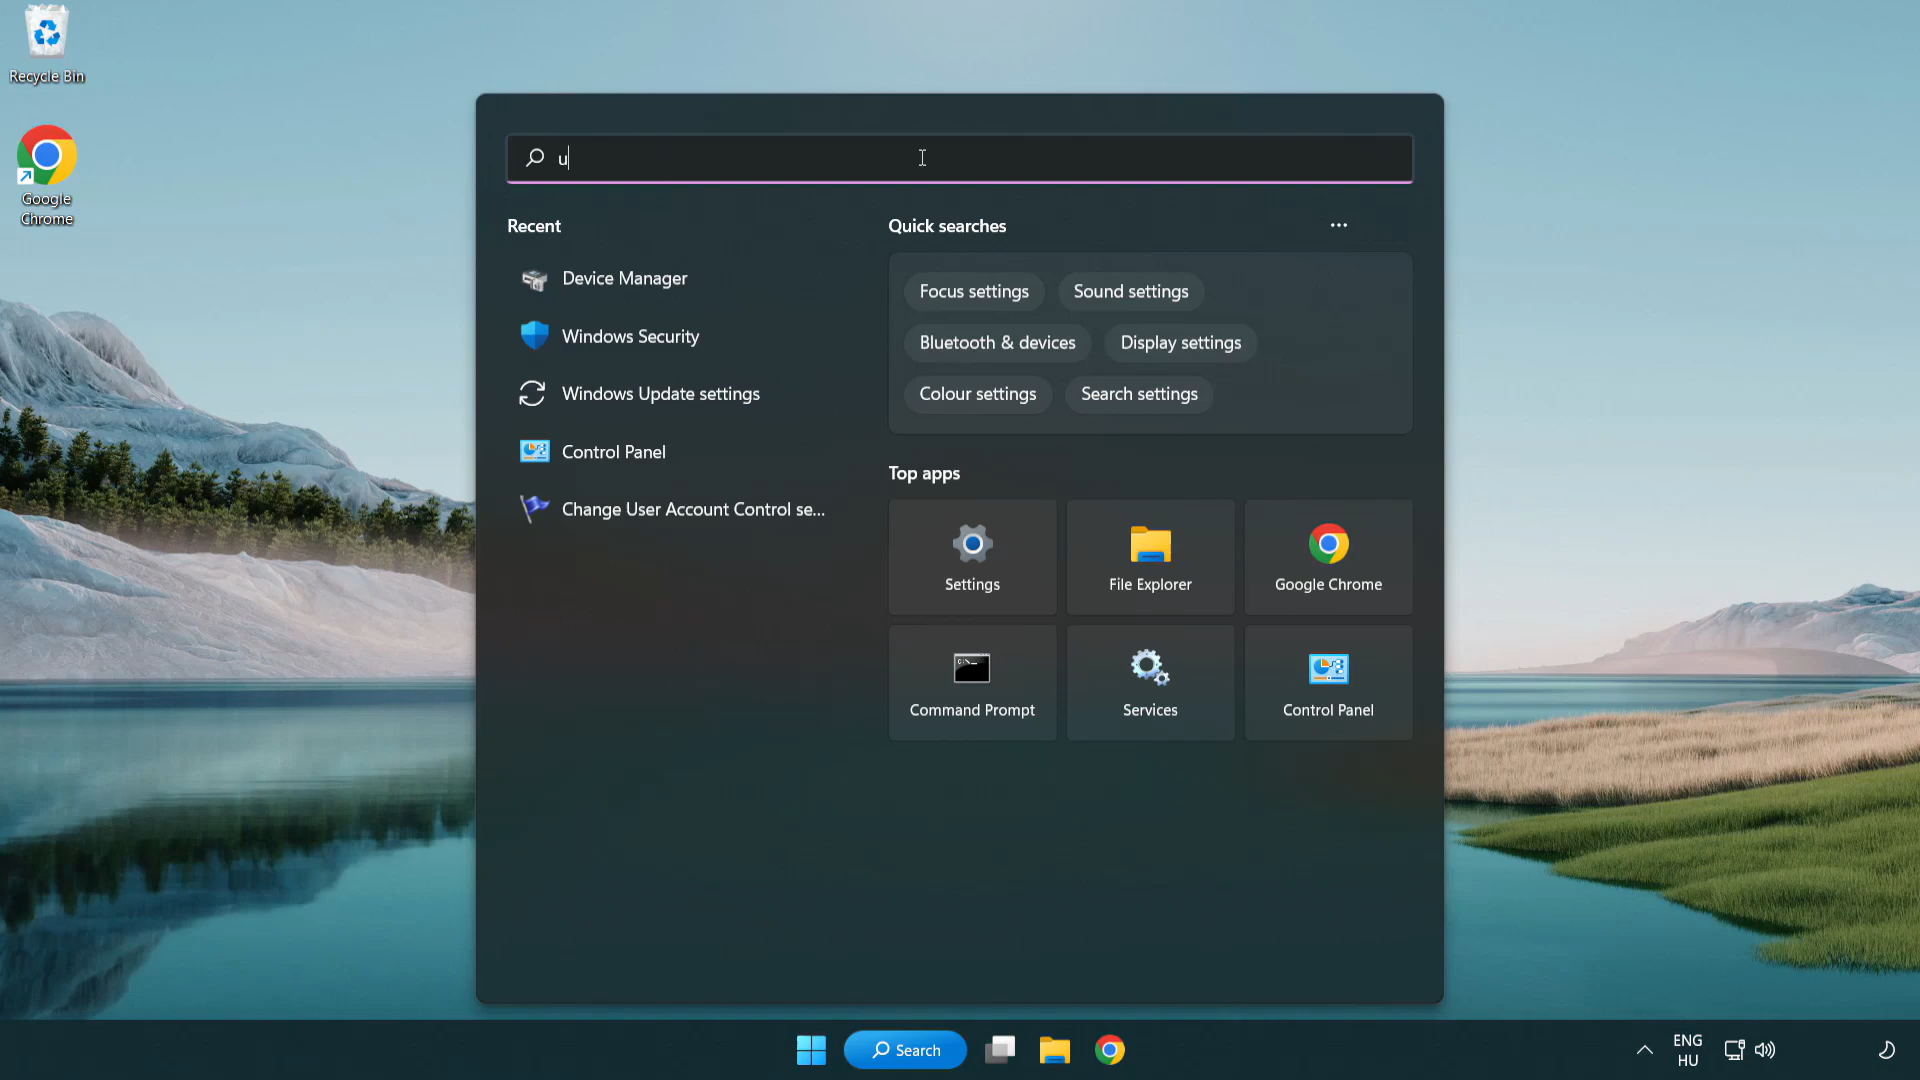 Recycle Bin
Google
Chrome
u
Recent
Device Manager
Windows Security
Windows Update settings
Control Panel
Change User Account Control se...
Quick searches
Focus settings
Sound settings
Bluetooth & devices
Display settings
Colour settings
Search settings
Top apps
Settings
File Explorer
Google Chrome
Command Prompt
Services
Control Panel
Search
ENG
HU